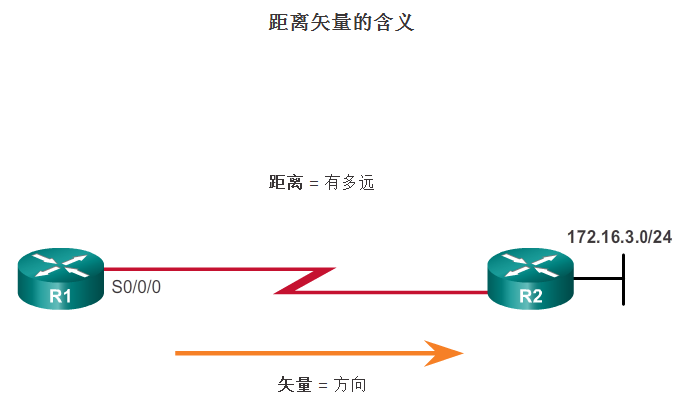 距离矢量的含义
距离 = 有多远
172.16.3.0/24
R1
S0/0/0
R2
矢量 = 方向